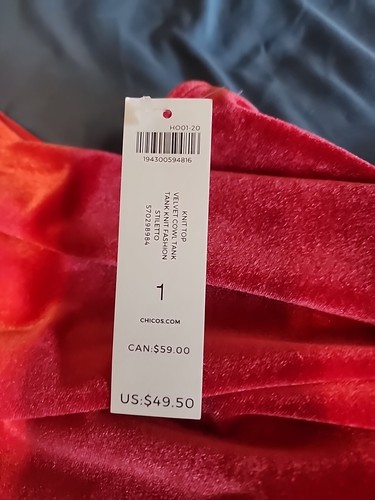 HO01-20
194300594816
KNIT TOP
VELVET COWL TANK
TANK KNIT FASHION
STILETTO
570298984
1
CHICOS.COM
CAN:$59.00
US:$49.50